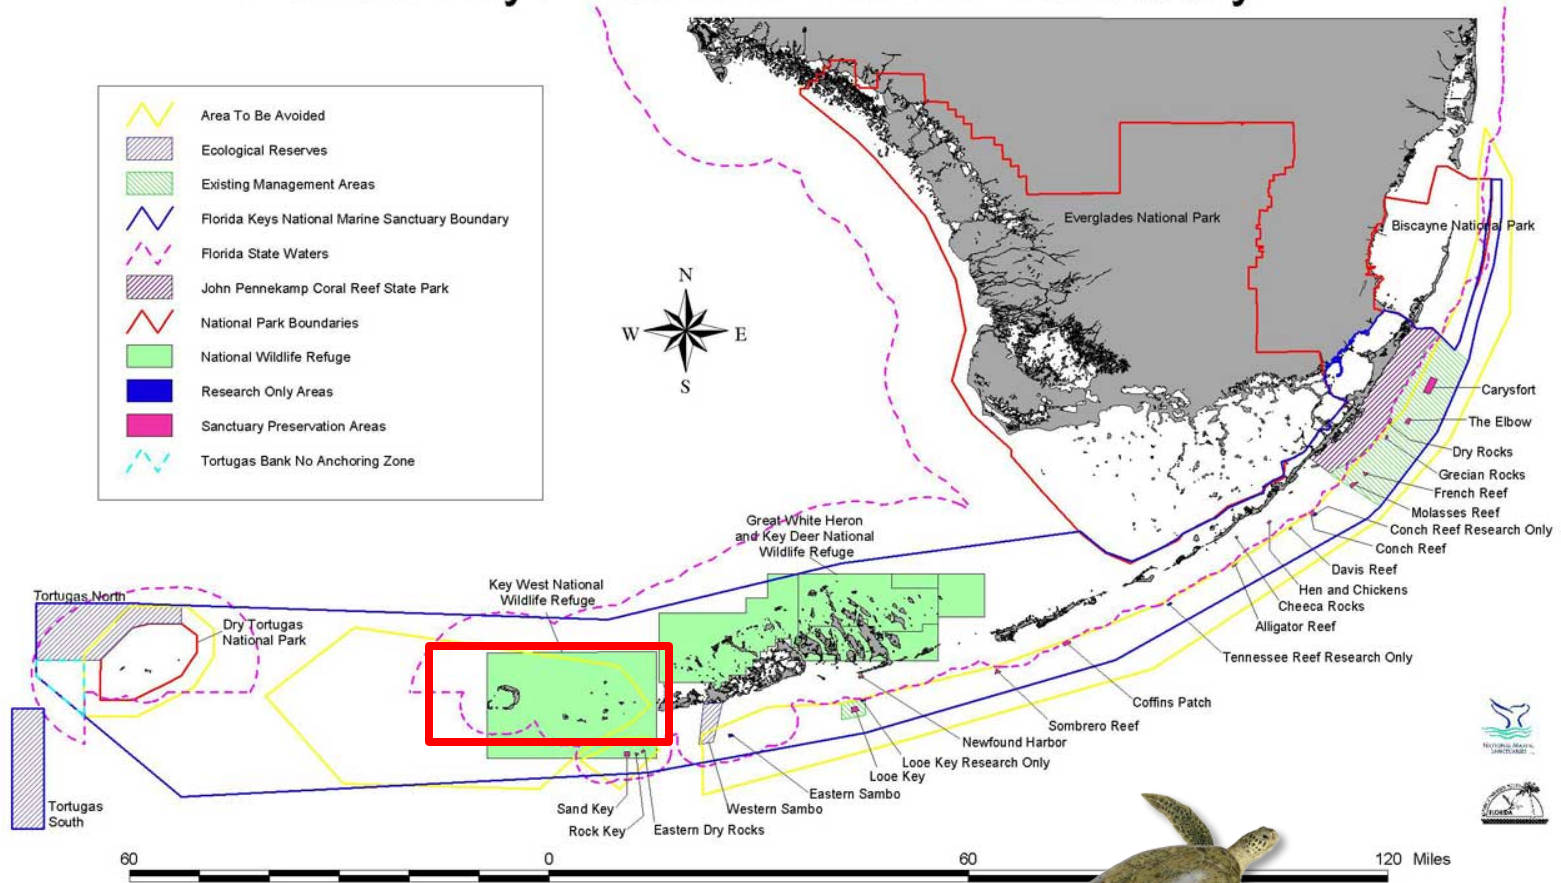 Area To Be Avoided
Ecological Reserves
Existing Management Areas
Florida Keys National Marine Sanctuary Boundary
Florida State Waters
John Pennekamp Coral Reef State Park
National Park Boundaries
National Wildlife Refuge
Research Only Areas
Sanctuary Preservation Areas
Tortugas Bank No Anchoring Zone
N
W
E
S
Everglades National Park
Biscayne National Park
Carysfort
The Elbow
Dry Rocks
Grecian Rocks
French Reef
Molasses Reef
Conch Reef Research Only
Conch Reef
Davis Reef
Hen and Chickens
Cheeca Rocks
Alligator Reef
Tennessee Reef Research Only
Coffins Patch
Sombrero Reef
Newfound Harbor
Looe Key Research Only
Looe Key
Eastern Sambo
Western Sambo
Eastern Dry Rocks
Rock Key
Sand Key
Great White Heron
and Key Deer National
Wildlife Refuge
Key West National
Wildlife Refuge
Tortugas North
Dry Tortugas
National Park
Tortugas
South
NATIONAL MARINE
SANCTUARIES
FLORIDA
60
0
60
120 Miles